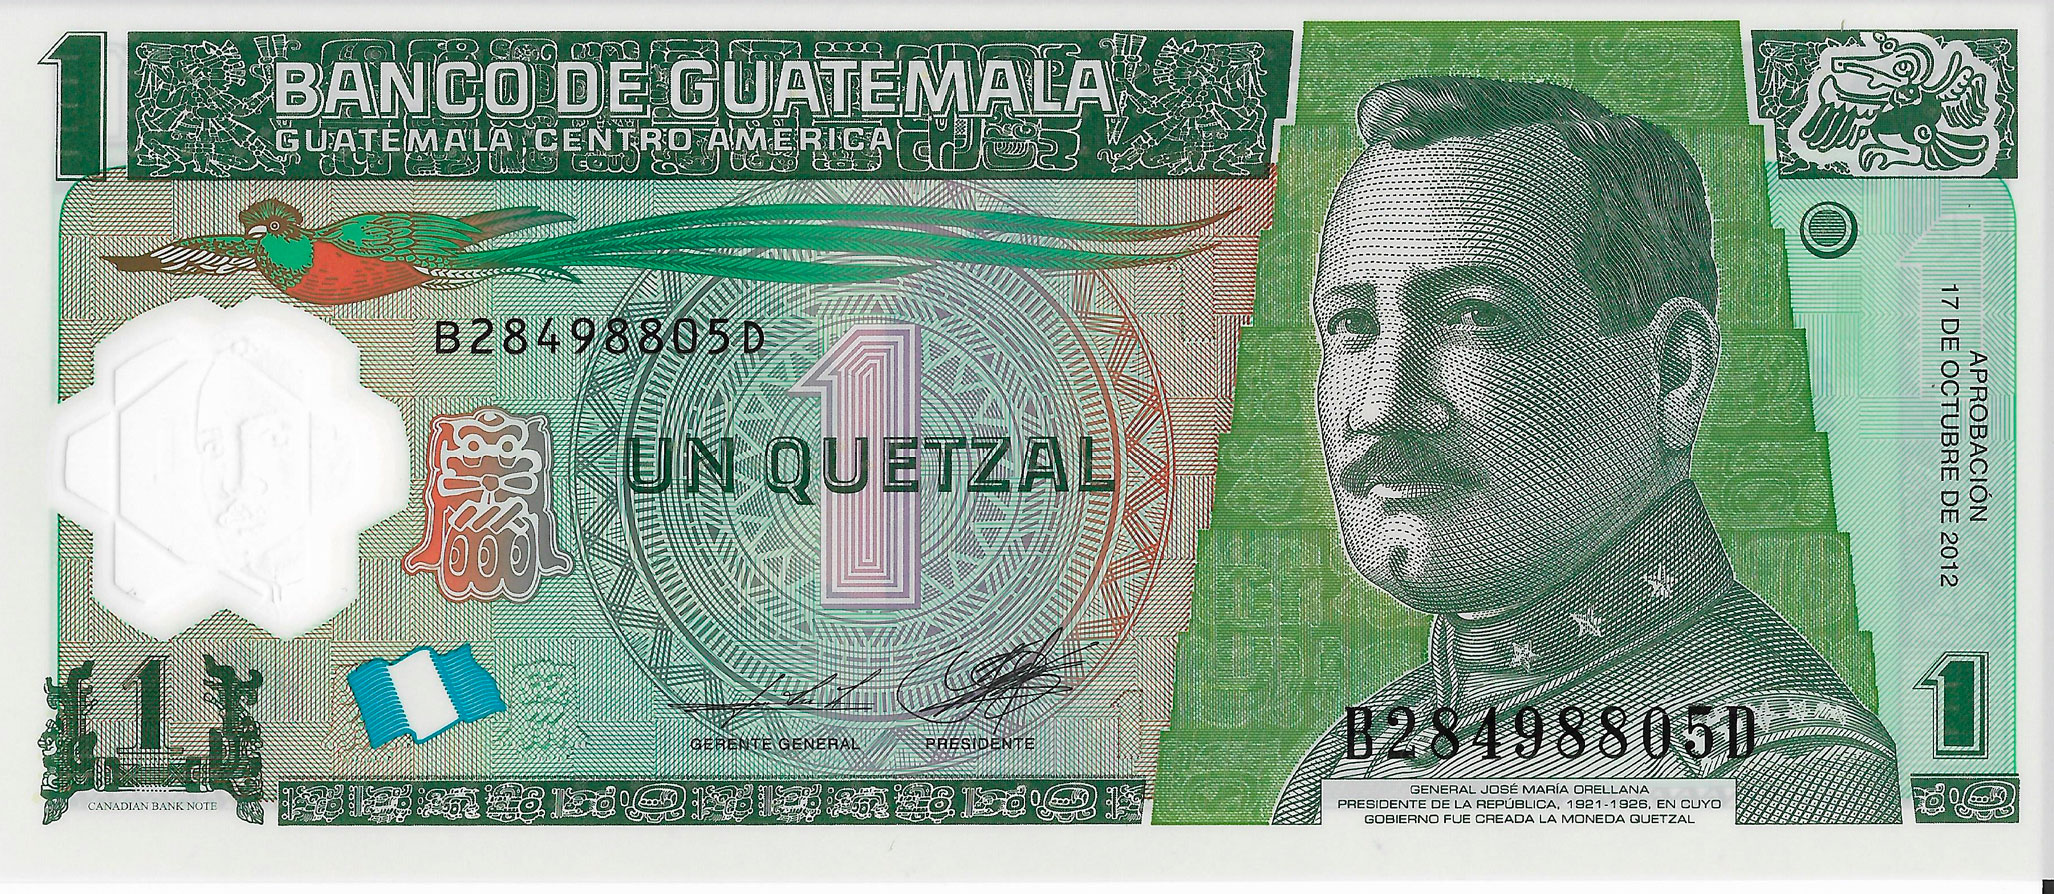 1
BANCO DE GUATEMALA
GUATEMALA, CENTRO AMERICA
B28498805D
1
UN QUETZAL
APROBACIÓN
17 DE OCTUBRE DE 2012
1
1
GERENTE GENERAL
PRESIDENTE
CANADIAN BANK NOTE
B28498805D
GENERAL JOSÉ MARÍA ORELLANA
PRESIDENTE DE LA REPÚBLICA, 1921-1926, EN CUYO
GOBIERNO FUE CREADA LA MONEDA QUETZAL
1